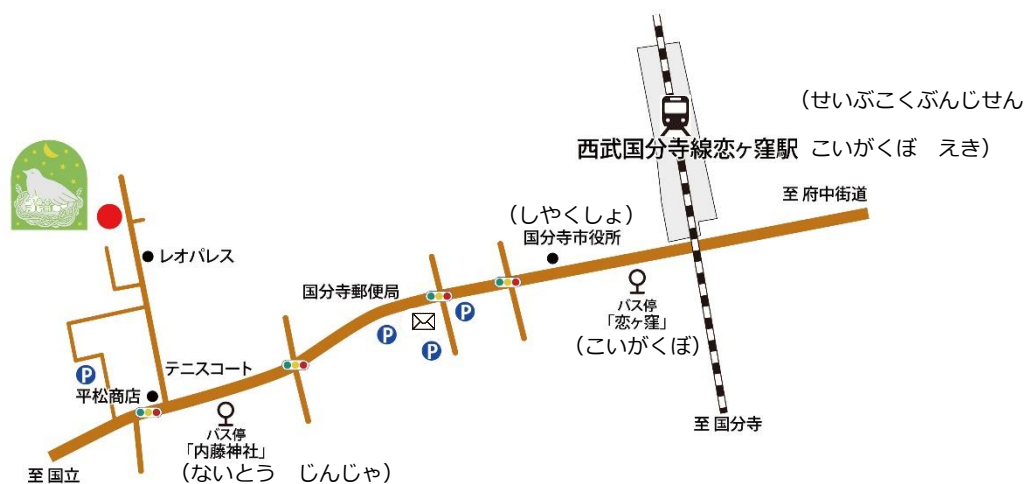 （せいぶこくぶんじせん
西武国分寺線恋ヶ窪駅 こいがくぼ　えき）
至 府中街道
（しやくしょ）
国分寺市役所
レオパレス
国分寺郵便局
バス停
「恋ヶ窪」
（こいがくぼ）
P
P
P
テニスコート
P
平松商店
バス停
「内藤神社」
（ないとう　じんじゃ）
至 国分寺
至 国立